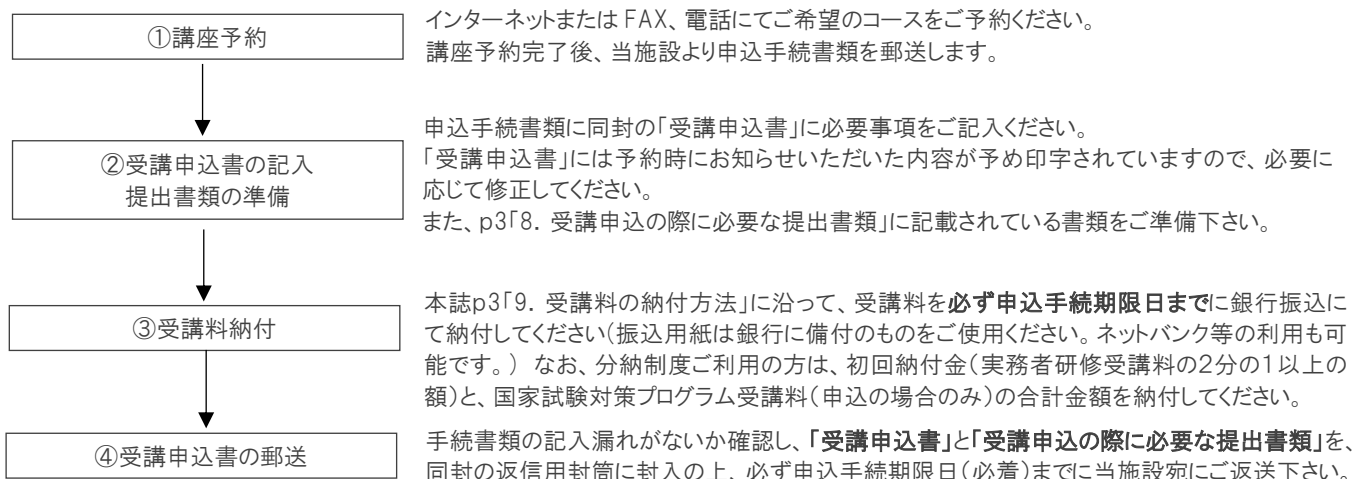 ①講座予約
インターネットまたは FAX、電話にてご希望のコースをご予約ください。
講座予約完了後、当施設より申込手続書類を郵送します。
②受講申込書の記入
提出書類の準備
申込手続書類に同封の「受講申込書」に必要事項をご記入ください。
「受講申込書」には予約時にお知らせいただいた内容が予め印字されていますので、必要に
応じて修正してください。
また、p3「8．受講申込の際に必要な提出書類」に記載されている書類をご準備下さい。
③受講料納付
本誌p3「9．受講料の納付方法」に沿って、受講料を必ず申込手続期限日までに銀行振込に
て納付してください（振込用紙は銀行に備付のものをご使用ください。ネットバンク等の利用も可
能です。） なお、分納制度ご利用の方は、初回納付金（実務者研修受講料の2分の1以上の
額）と、国家試験対策プログラム受講料（申込の場合のみ）の合計金額を納付してください。
④受講申込書の郵送
手続書類の記入漏れがないか確認し、「受講申込書」と「受講申込の際に必要な提出書類」を、
同封の返信用封筒に封入の上、必ず申込手続期限日（必着）までに当施設宛にご返送下さい。